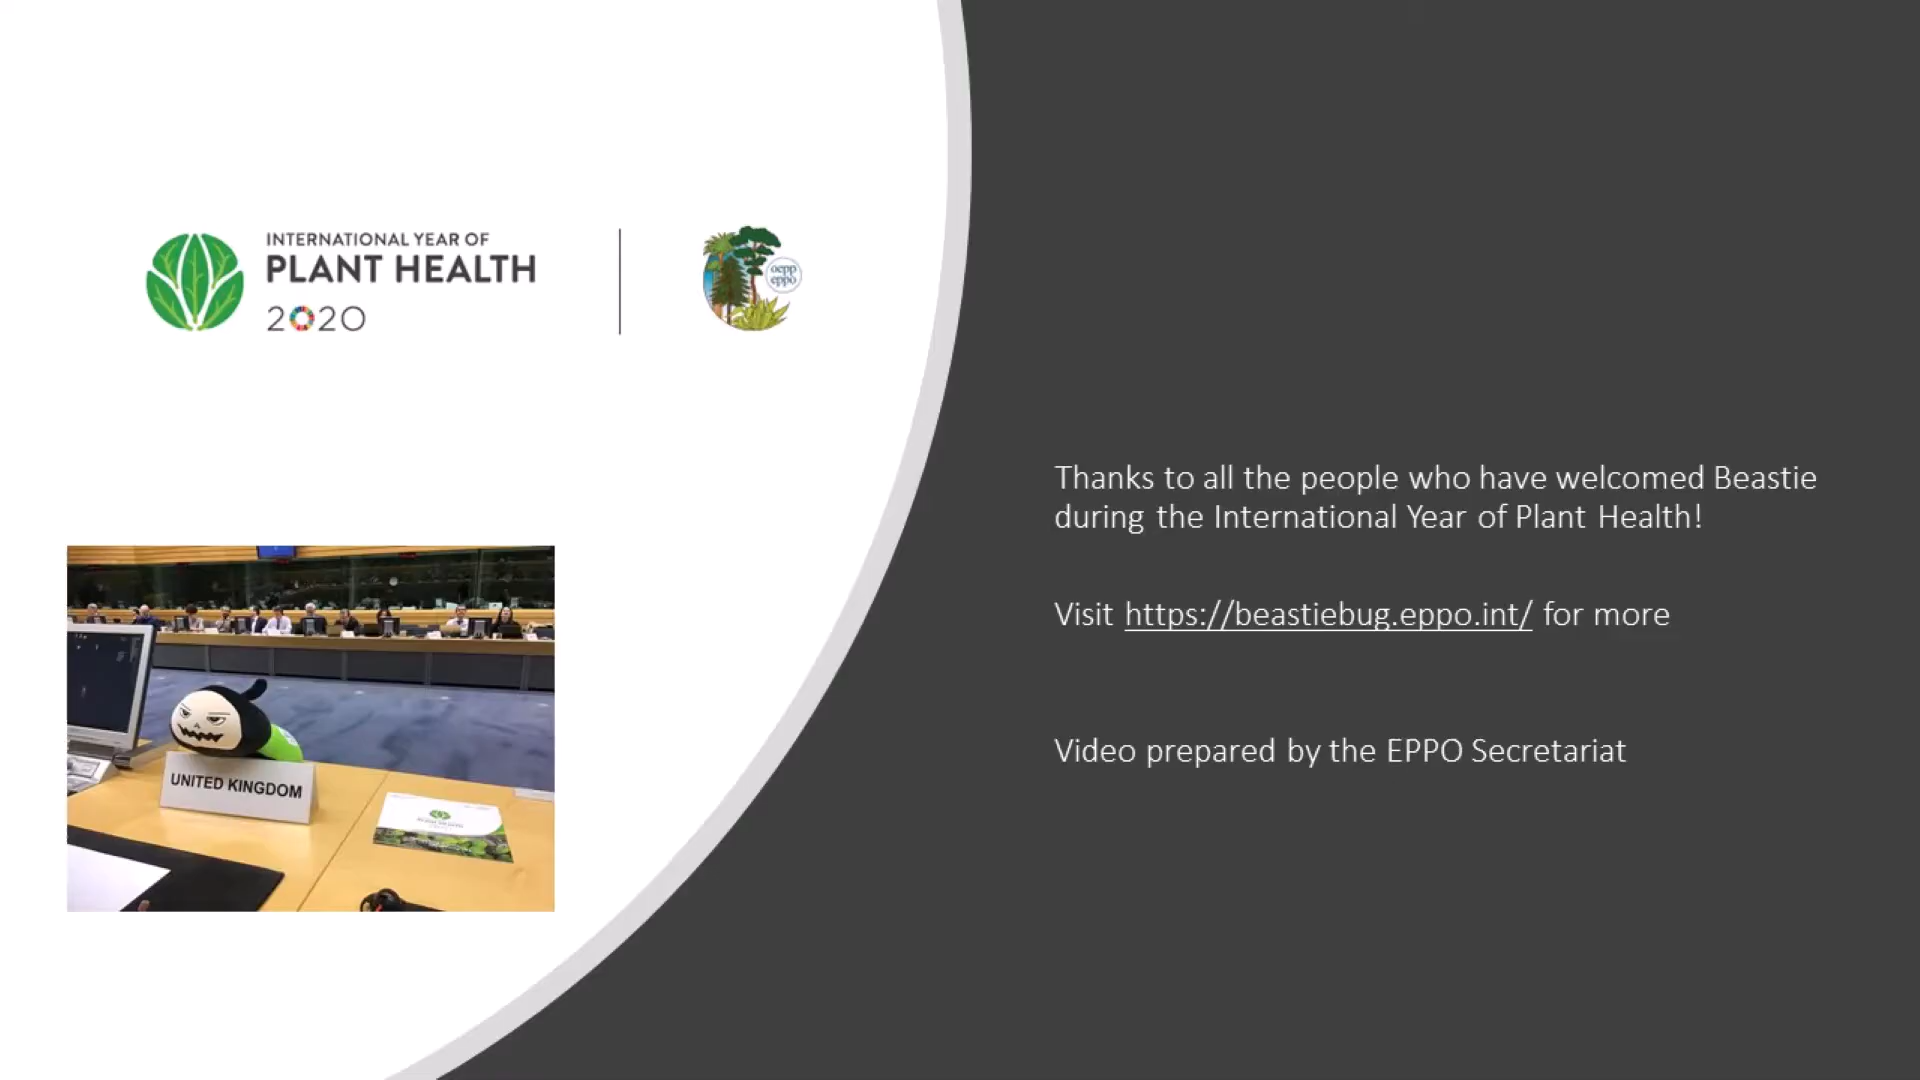 INTERNATIONAL YEAR OF
PLANT HEALTH
2020
oepp
eppo
UNITED KINGDOM
Thanks to all the people who have welcomed Beastie
during the International Year of Plant Health!
Visit https://beastiebug.eppo.int/ for more
Video prepared by the EPPO Secretariat